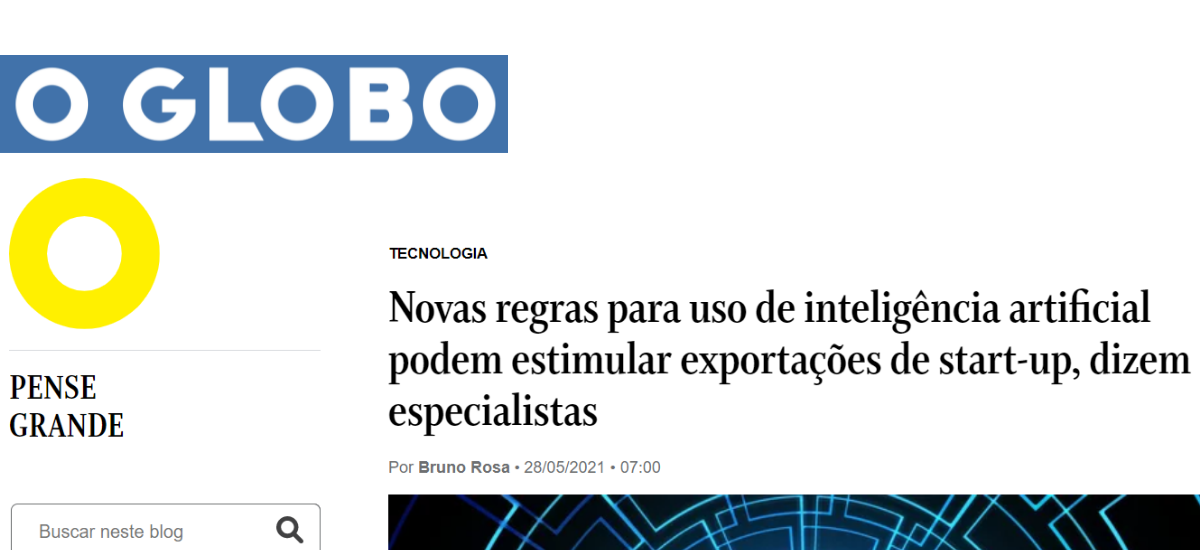 O GLOBO
PENSE
GRANDE
Buscar neste blog
TECNOLOGIA
Novas regras para uso de inteligência artificial
podem estimular exportações de start-up, dizem
especialistas
Por Bruno Rosa • 28/05/2021 • 07:00